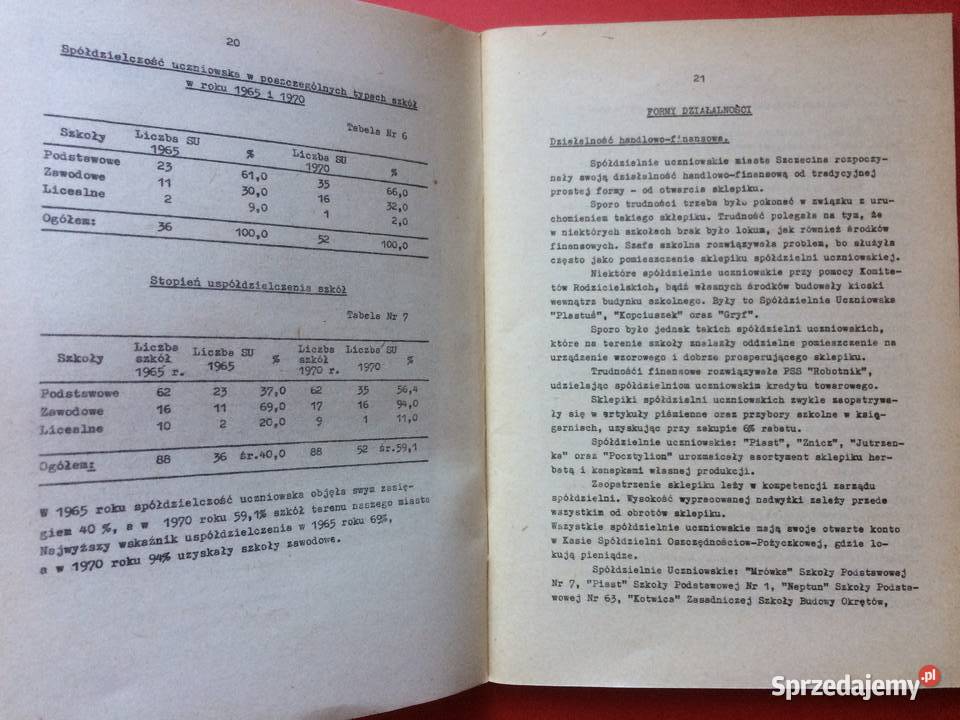 20
Spółdzielczość uczniowska w poszczególnych typach szkół
w roku 1965 i 1970
Tabela Nr 6
Szkoły Liczba SU 1965 % Liczba SU 1970 %
Podstawowe 23 61,0 35 66,0
Zawodowe 11 30,0 16 32,0
Licealne 2 9,0 1 2,0
Ogółem: 36 100,0 52 100,0
Stopień uspółdzielczenia szkół
Tabela Nr 7
Szkoły Liczba szkół 1965 r. Liczba SU 1965 % Liczba szkół 1970 r. Liczba SU 1970 %
Podstawowe 62 23 37,0 62 35 56,4
Zawodowe 16 11 69,0 17 16 94,0
Licealne 10 2 20,0 9 1 11,0
Ogółem: 88 36 śr.40,0 88 52 śr.59,1
W 1965 roku spółdzielczość uczniowska objęła swym zasię-
giem 40 %, a w 1970 roku 59,1% szkół terenu naszego miasta
Najwyższy wskaźnik uspółdzielczenia w 1965 roku 69%,
a w 1970 roku 94% uzyskały szkoły zawodowe.
21
FORMY DZIAŁALNOŚCI
Działalność handlowo-finansowa.
Spółdzielnie uczniowskie miasta Szczecina rozpoczy-
nały swoją działalność handlowo-finansową od tradycyjnej
prostej formy - od otwarcia sklepiku.
Sporo trudności trzeba było pokonać w związku z uru-
chomieniem takiego sklepiku. Trudność polegała na tym, że
w niektórych szkołach brak było lokum, jak również środków
finansowych. Szafa szkolna rozwiązywała problem, bo służyła
często jako pomieszczenie sklepiku spółdzielni uczniowskiej.
Niektóre spółdzielnie uczniowskie przy pomocy Komite-
tów Rodzicielskich, bądź własnych środków budowały kioski
wewnątrz budynku szkolnego. Były to Spółdzielnie Uczniowskie
"Plastuś", "Kopciuszek" oraz "Gryf".
Sporo było jednak takich spółdzielni uczniowskich,
które na terenie szkoły znalazły oddzielne pomieszczenie na
urządzenie wzorowego i dobrze prosperującego sklepiku.
Trudności finansowe rozwiązywała PSS "Robotnik",
udzielając spółdzielniom uczniowskim kredytu towarowego.
Sklepiki spółdzielni uczniowskich zwykle zaopatrywa-
ły się w artykuły piśmienne oraz przybory szkolne w księ-
garniach, uzyskując przy zakupie 6% rabatu.
Spółdzielnie uczniowskie: "Piast", "Znicz", "Jutrzen-
ka" oraz "Pocztylion" urozmaicały asortyment sklepiku her-
batą i kanapkami własnej produkcji.
Zaopatrzenie sklepiku leży w kompetencji zarządu
spółdzielni. Wysokość wypracowanej nadwyżki zależy przede
wszystkim od obrotów sklepiku.
Wszystkie spółdzielnie uczniowskie mają swoje otwarte konto
w Kasie Spółdzielni Oszczędnościow-Pożyczkowej, gdzie lo-
kują pieniądze.
Spółdzielnie Uczniowskie: "Mrówka" Szkoły Podstawowej
Nr 7, "Piast" Szkoły Podstawowej Nr 1, "Neptun" Szkoły Podsta-
wowej Nr 63, "Kotwica" Zasadniczej Szkoły Budowy Okrętów,
Sprzedajemy.pl